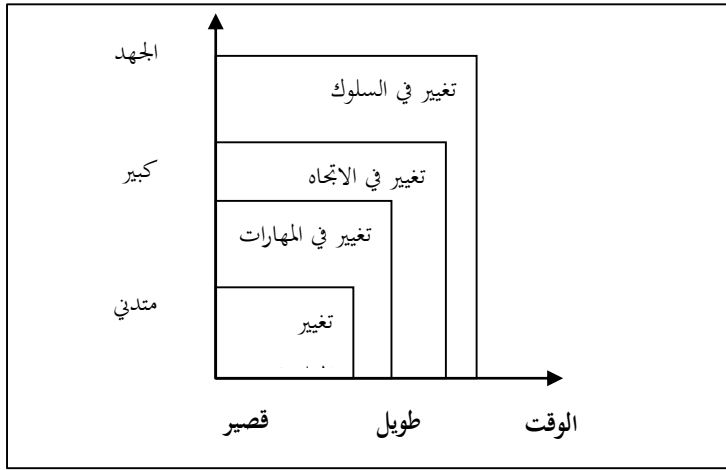 الجهد
تغيير في السلوك
كبير
تغيير في الاتجاه
تغيير في المهارات
متدني
تغيير
الوقت
طويل
قصير